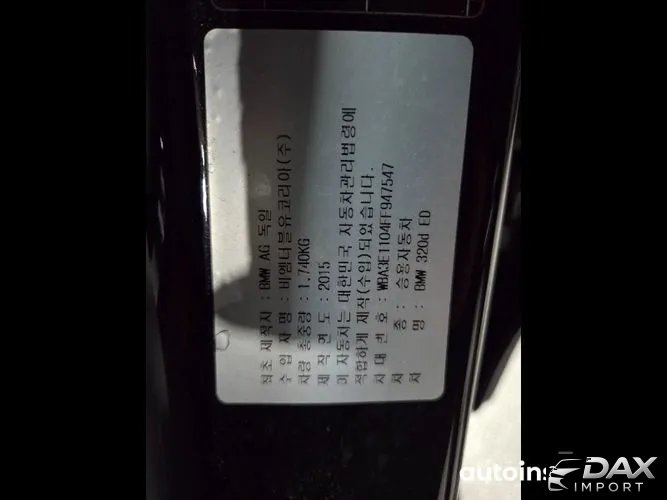 최초 제작자 : BMW AG 독일
수 입 사 명 : 비엠더블유코리아(주)
차량 총중량 : 1,740KG
제 작 연 도 : 2015
이 자동차는 대한민국 자동차관리법령에
적합하게 제작(수입)되었습니다.
차 대 번 호 : WBA3E1104FF947547
차 종 : 승용자동차
차 명 : BMW 320d ED
autoins
DAX
IMPORT